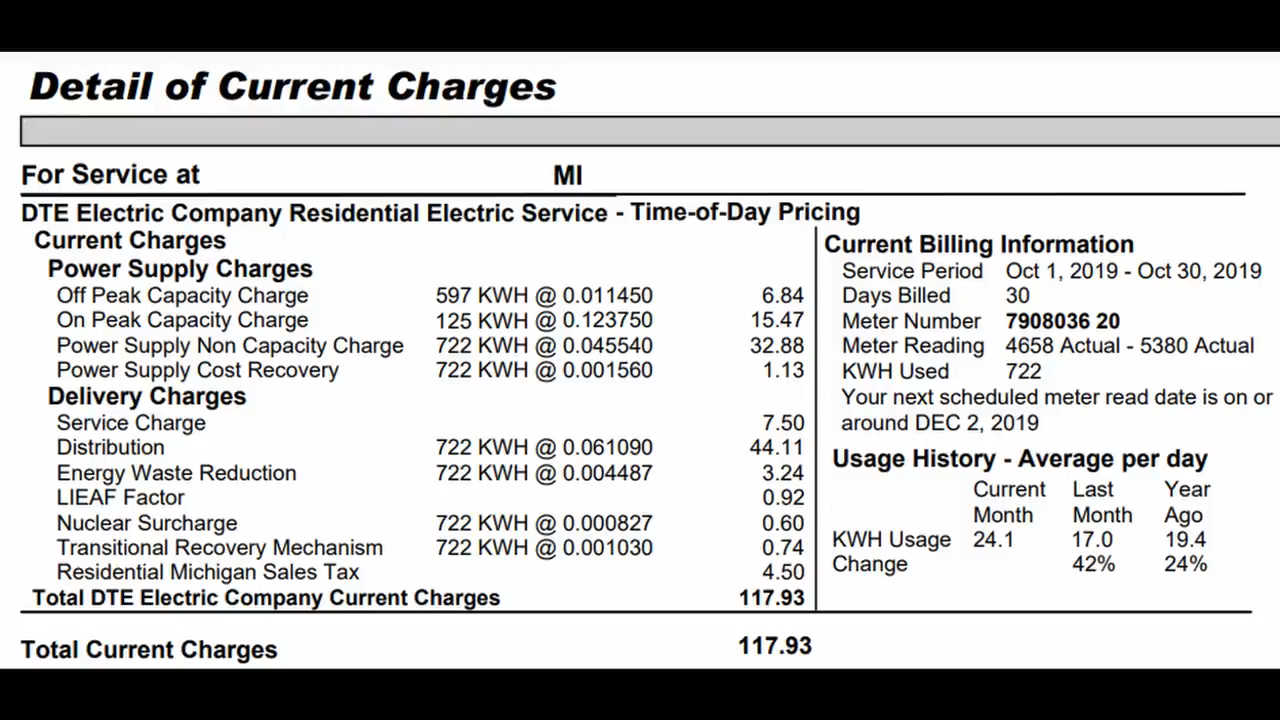 Detail of Current Charges
For Service at MI
DTE Electric Company Residential Electric Service - Time-of-Day Pricing
Current Charges
Power Supply Charges
Off Peak Capacity Charge 597 KWH @ 0.011450 6.84
On Peak Capacity Charge 125 KWH @ 0.123750 15.47
Power Supply Non Capacity Charge 722 KWH @ 0.045540 32.88
Power Supply Cost Recovery 722 KWH @ 0.001560 1.13
Delivery Charges
Service Charge 7.50
Distribution 722 KWH @ 0.061090 44.11
Energy Waste Reduction 722 KWH @ 0.004487 3.24
LIEAF Factor 0.92
Nuclear Surcharge 722 KWH @ 0.000827 0.60
Transitional Recovery Mechanism 722 KWH @ 0.001030 0.74
Residential Michigan Sales Tax 4.50
Total DTE Electric Company Current Charges 117.93
Total Current Charges 117.93
Current Billing Information
Service Period Oct 1, 2019 - Oct 30, 2019
Days Billed 30
Meter Number 7908036 20
Meter Reading 4658 Actual - 5380 Actual
KWH Used 722
Your next scheduled meter read date is on or
around DEC 2, 2019
Usage History - Average per day
Current Last Year
Month Month Ago
KWH Usage 24.1 17.0 19.4
Change 42% 24%